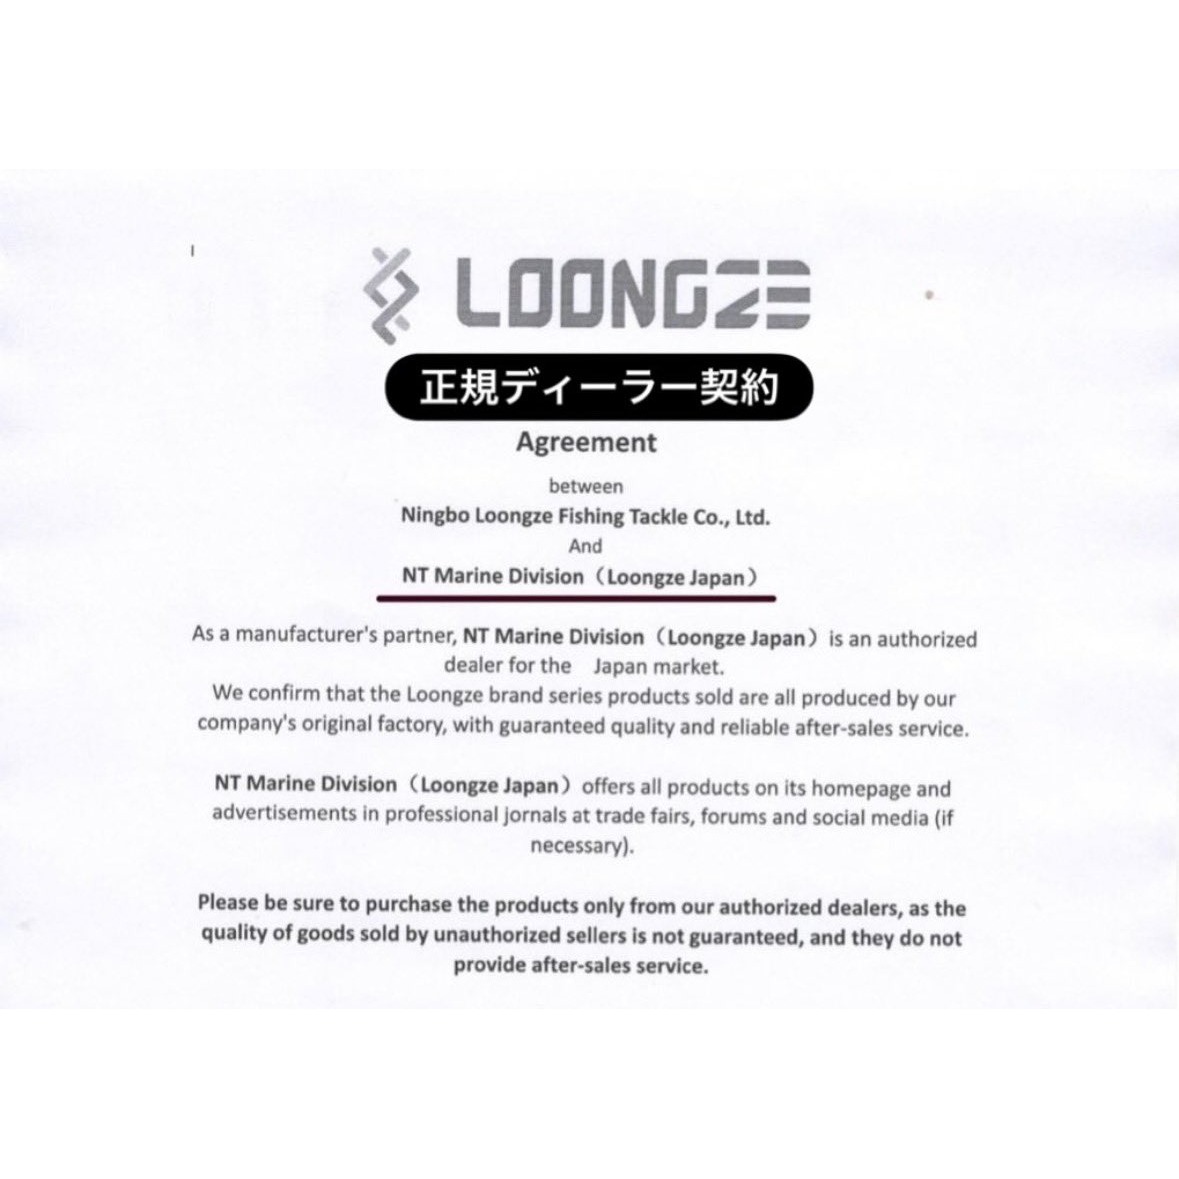 LOONGZE
正規ディーラー契約
Agreement
between
Ningbo Loongze Fishing Tackle Co., Ltd.
And
NT Marine Division（Loongze Japan）
As a manufacturer's partner, NT Marine Division（Loongze Japan）is an authorized
dealer for the Japan market.
We confirm that the Loongze brand series products sold are all produced by our
company's original factory, with guaranteed quality and reliable after-sales service.
NT Marine Division（Loongze Japan）offers all products on its homepage and
advertisements in professional jornals at trade fairs, forums and social media (if
necessary).
Please be sure to purchase the products only from our authorized dealers, as the
quality of goods sold by unauthorized sellers is not guaranteed, and they do not
provide after-sales service.